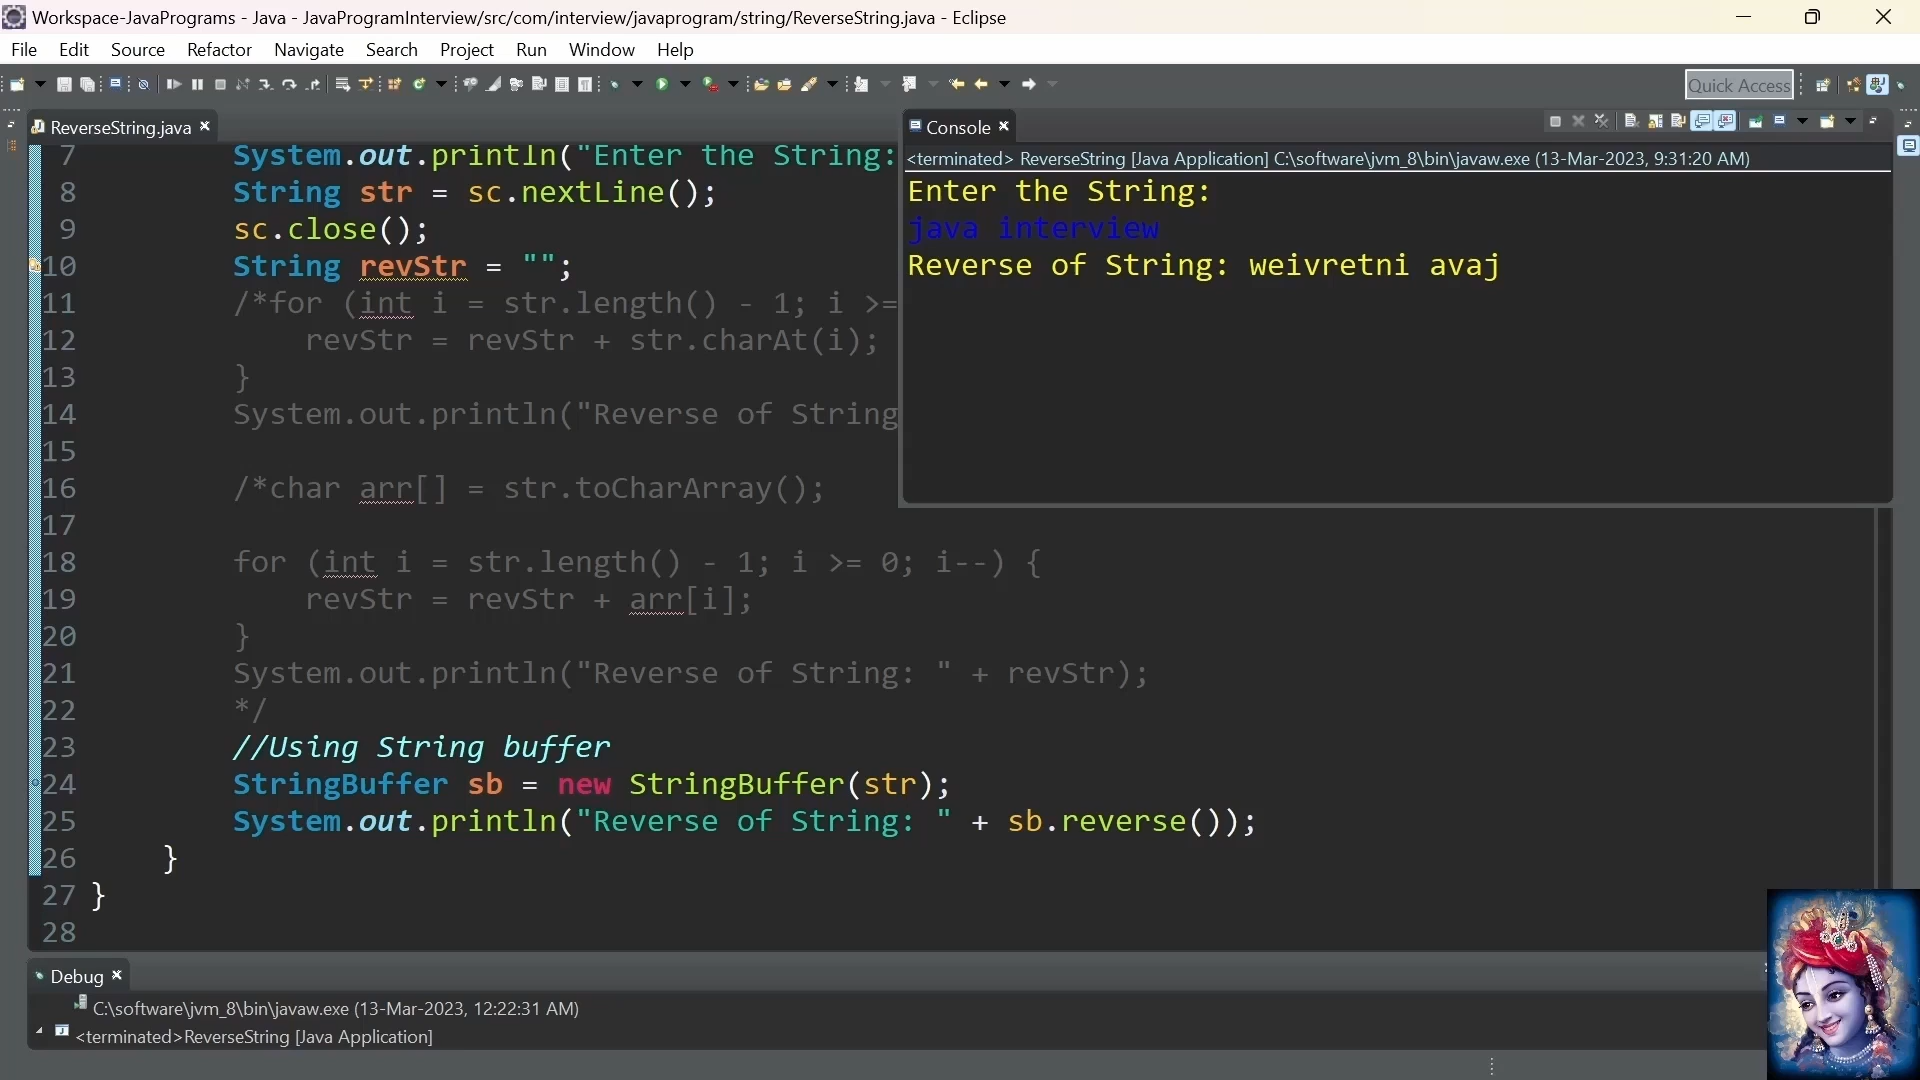 Workspace-JavaPrograms - Java - JavaProgramInterview/src/com/interview/javaprogram/string/ReverseString.java - Eclipse
File Edit Source Refactor Navigate Search Project Run Window Help
Quick Access
ReverseString.java
7 System.out.println("Enter the String:
8 String str = sc.nextLine();
9 sc.close();
10 String revStr = "";
11 /*for (int i = str.length() - 1; i >=
12 revStr = revStr + str.charAt(i);
13 }
14 System.out.println("Reverse of String
15
16 /*char arr[] = str.toCharArray();
17
18 for (int i = str.length() - 1; i >= 0; i--) {
19 revStr = revStr + arr[i];
20 }
21 System.out.println("Reverse of String: " + revStr);
22 */
23 //Using String buffer
24 StringBuffer sb = new StringBuffer(str);
25 System.out.println("Reverse of String: " + sb.reverse());
26 }
27 }
28
Console
<terminated> ReverseString [Java Application] C:\software\jvm_8\bin\javaw.exe (13-Mar-2023, 9:31:20 AM)
Enter the String:
java interview
Reverse of String: weivretni avaj
Debug
C:\software\jvm_8\bin\javaw.exe (13-Mar-2023, 12:22:31 AM)
<terminated>ReverseString [Java Application]